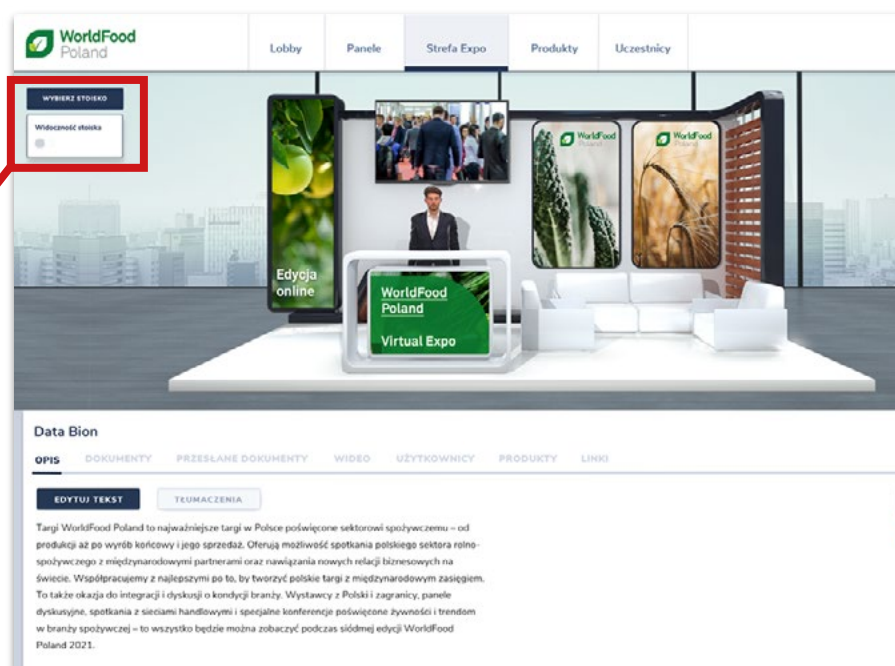 WorldFood
Poland
Lobby
Panele
Strefa Expo
Produkty
Uczestnicy
WYBIERZ STOISKO
Widoczność stoiska
WorldFood
Poland
WorldFood
Poland
Edycja
online
WorldFood
Poland
Virtual Expo
Data Bion
OPIS
DOKUMENTY
PRZESŁANE DOKUMENTY
WIDEO
UŻYTKOWNICY
PRODUKTY
LINKI
EDYTUJ TEKST
TŁUMACZENIA
Targi WorldFood Poland to najważniejsze targi w Polsce poświęcone sektorowi spożywczemu – od
produkcji aż po wyrób końcowy i jego sprzedaż. Oferują możliwość spotkania polskiego sektora rolno-
spożywczego z międzynarodowymi partnerami oraz nawiązania nowych relacji biznesowych na
świecie. Współpracujemy z najlepszymi po to, by tworzyć polskie targi z międzynarodowym zasięgiem.
To także okazja do integracji i dyskusji o kondycji branży. Wystawcy z Polski i zagranicy, panele
dyskusyjne, spotkania z sieciami handlowymi i specjalne konferencje poświęcone żywności i trendom
w branży spożywczej – to wszystko będzie można zobaczyć podczas siódmej edycji WorldFood
Poland 2021.